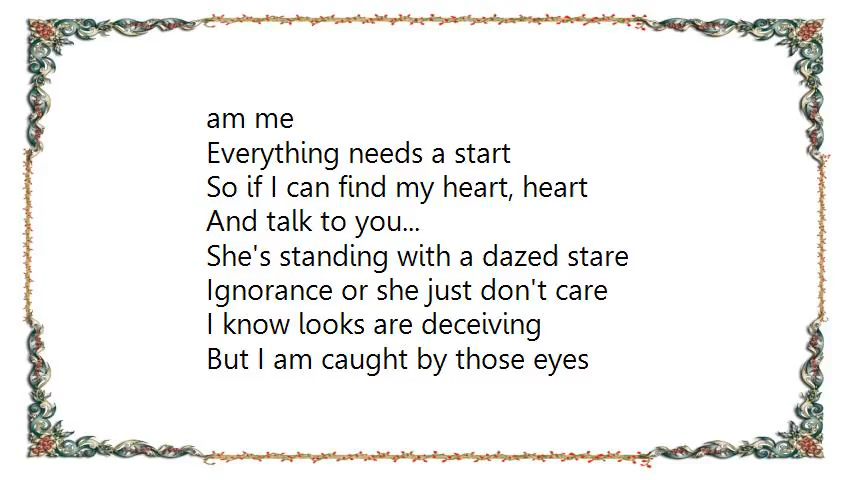 am me
Everything needs a start
So if I can find my heart, heart
And talk to you...
She's standing with a dazed stare
Ignorance or she just don't care
I know looks are deceiving
But I am caught by those eyes